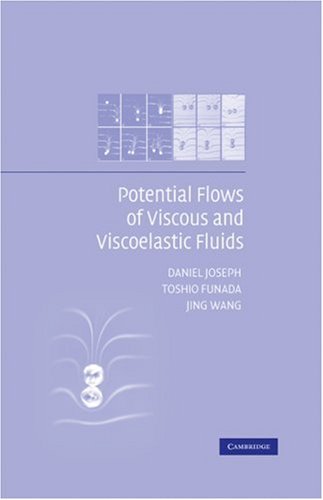 Potential Flows
of Viscous and
Viscoelastic Fluids
DANIEL JOSEPH
TOSHIO FUNADA
JING WANG
CAMBRIDGE